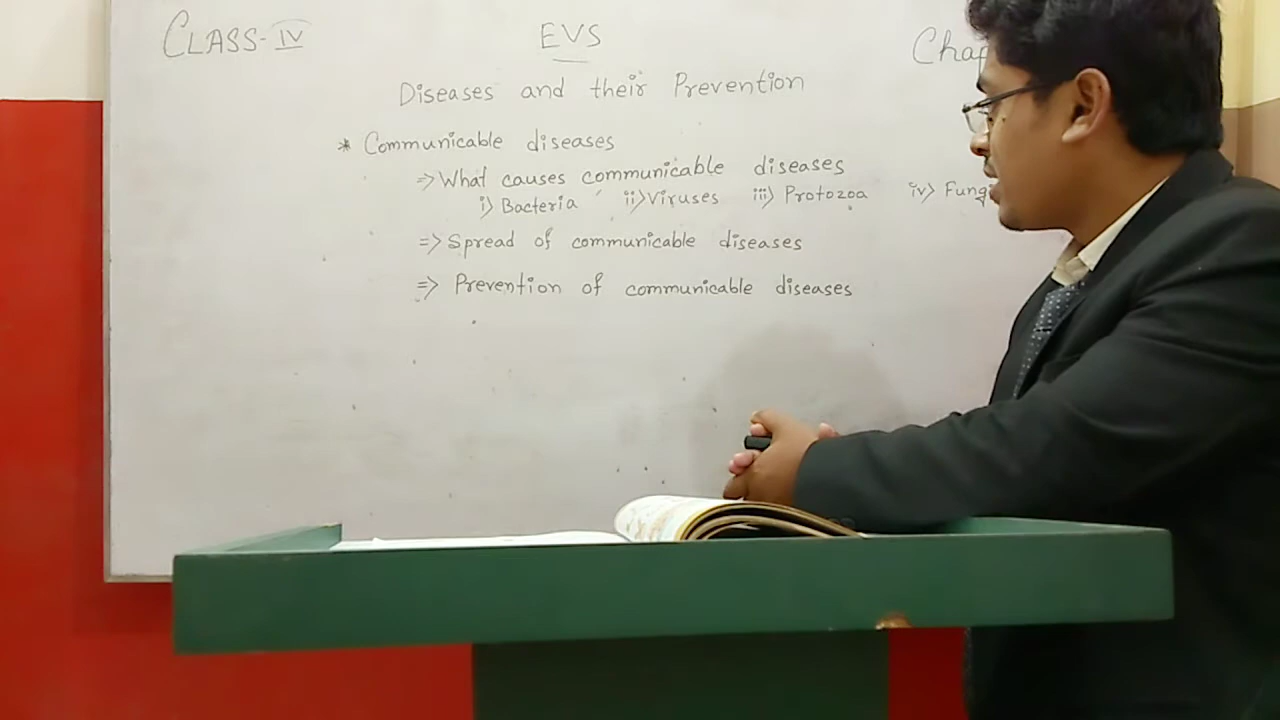 CLASS-IV EVS
Diseases and their Prevention
* Communicable diseases
=> What causes communicable diseases
i) Bacteria ii) Viruses iii) Protozoa iv)
=> Spread of communicable diseases
=> Prevention of communicable diseases